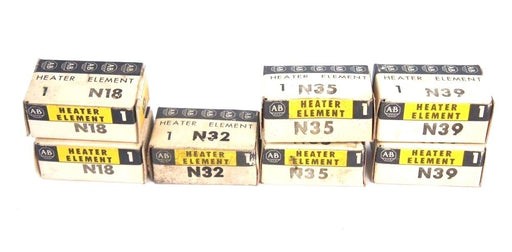 HEATER ELEMENT
1 N18
AB HEATER ELEMENT 1
N18
AB HEATER ELEMENT 1
N18
HEATER ELEMENT
1 N32
AB HEATER ELEMENT 1
N32
HEATER ELEMENT
1 N35
AB HEATER ELEMENT 1
N35
AB HEATER ELEMENT 1
N35
HEATER ELEMENT
1 N39
AB HEATER ELEMENT 1
N39
AB HEATER ELEMENT 1
N39